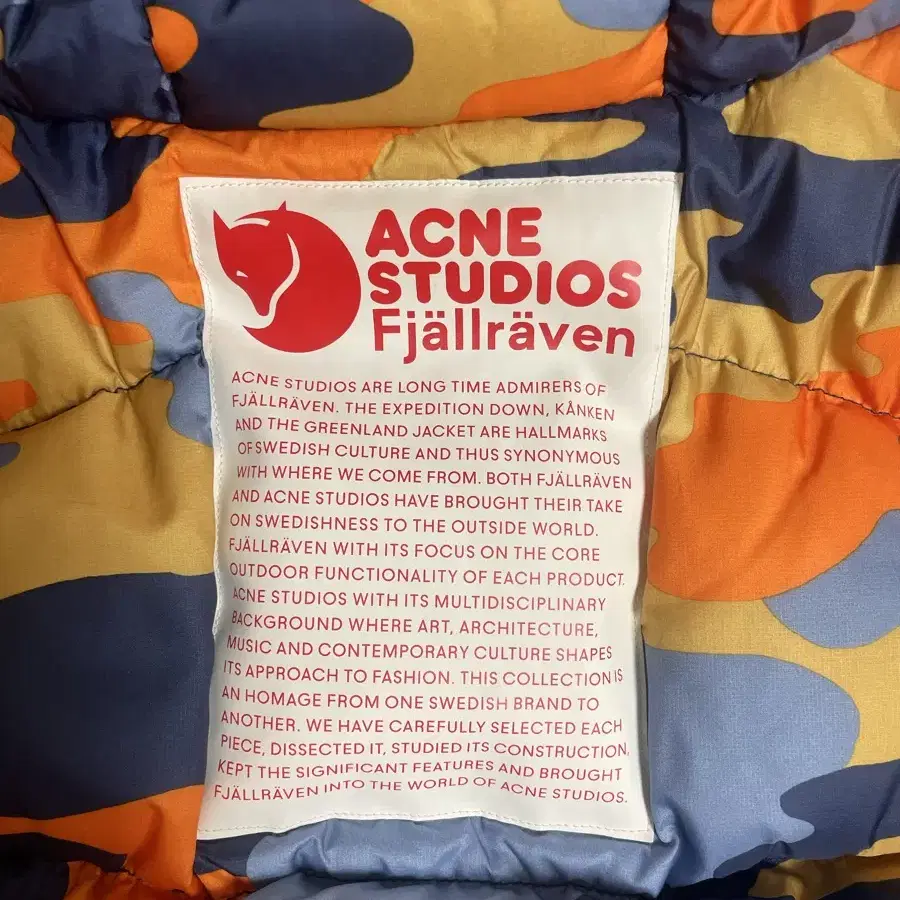 ACNE
STUDIOS
Fjällräven
ACNE STUDIOS ARE LONG TIME ADMIRERS OF
FJÄLLRÄVEN. THE EXPEDITION DOWN, KÅNKEN
AND THE GREENLAND JACKET ARE HALLMARKS
OF SWEDISH CULTURE AND THUS SYNONYMOUS
WITH WHERE WE COME FROM. BOTH FJÄLLRÄVEN
AND ACNE STUDIOS HAVE BROUGHT THEIR TAKE
ON SWEDISHNESS TO THE OUTSIDE WORLD.
FJÄLLRÄVEN WITH ITS FOCUS ON THE CORE
OUTDOOR FUNCTIONALITY OF EACH PRODUCT.
ACNE STUDIOS WITH ITS MULTIDISCIPLINARY
BACKGROUND WHERE ART, ARCHITECTURE,
MUSIC AND CONTEMPORARY CULTURE SHAPES
ITS APPROACH TO FASHION. THIS COLLECTION IS
AN HOMAGE FROM ONE SWEDISH BRAND TO
ANOTHER. WE HAVE CAREFULLY SELECTED EACH
PIECE, DISSECTED IT, STUDIED ITS CONSTRUCTION,
KEPT THE SIGNIFICANT FEATURES AND BROUGHT
FJÄLLRÄVEN INTO THE WORLD OF ACNE STUDIOS.